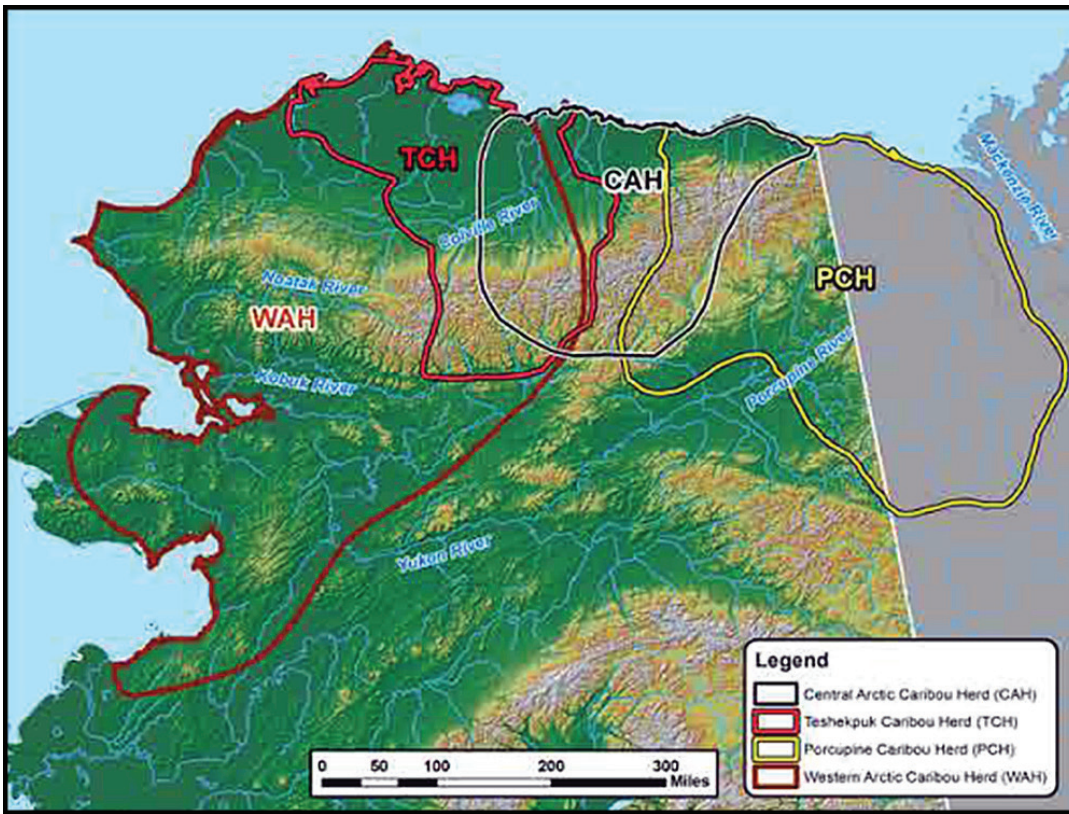 Mackenzie River
TCH
CAH
Colville River
Noatak River
PCH
WAH
Porcupine River
Kobuk River
Yukon River
Legend
Central Arctic Caribou Herd (CAH)
Teshekpuk Caribou Herd (TCH)
Porcupine Caribou Herd (PCH)
Western Arctic Caribou Herd (WAH)
0 50 100 200 300
Miles